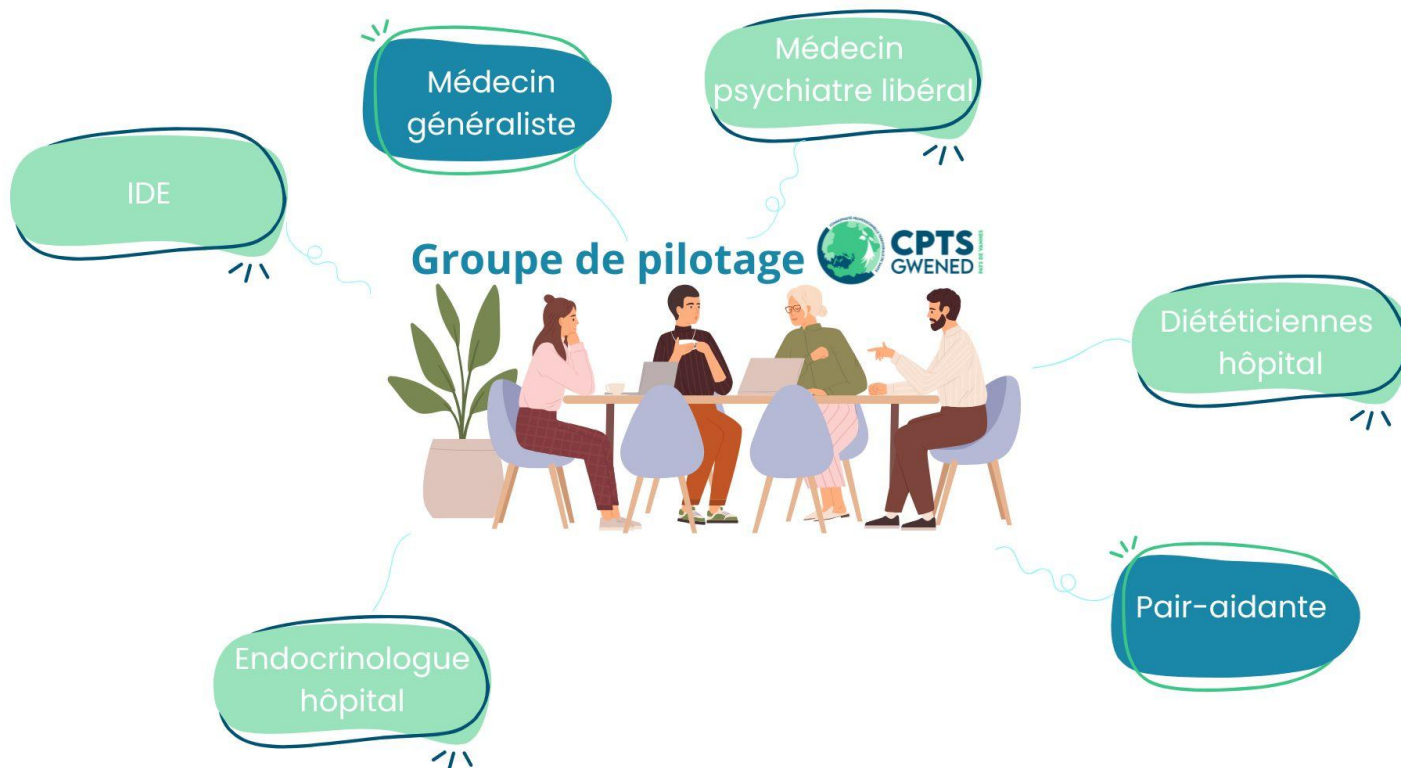 Médecin
généraliste
Médecin
psychiatre libéral
IDE
Groupe de pilotage
CPTS
GWENED
Diététiciennes
hôpital
Pair-aidante
Endocrinologue
hôpital